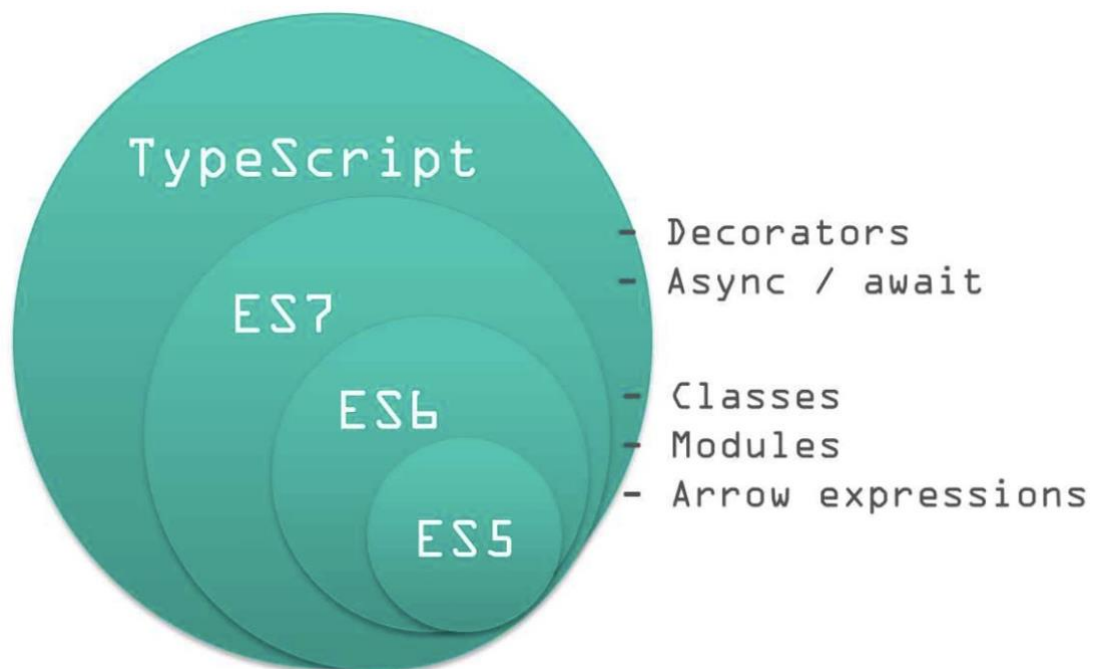 TypeScript
ES7
ES6
ES5
- Decorators
- Async / await
- Classes
- Modules
- Arrow expressions